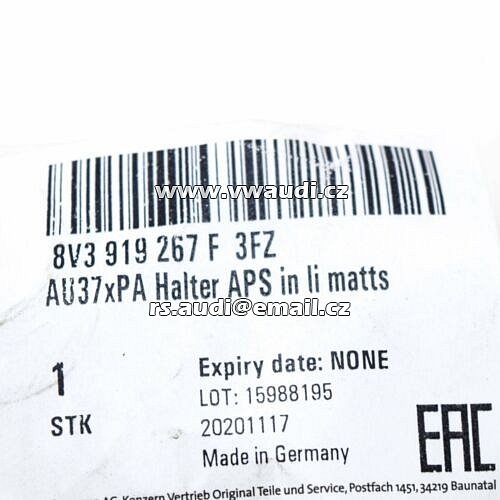 www.vwaudi.cz
8V3 919 267 F 3FZ
AU37xPA Halter APS in li matts
rs.audi@email.cz
1
STK
Expiry date: NONE
LOT: 15988195
20201117
Made in Germany
EAC
AG, Konzern Vertrieb Original Teile und Service, Postfach 1451, 34219 Baunatal